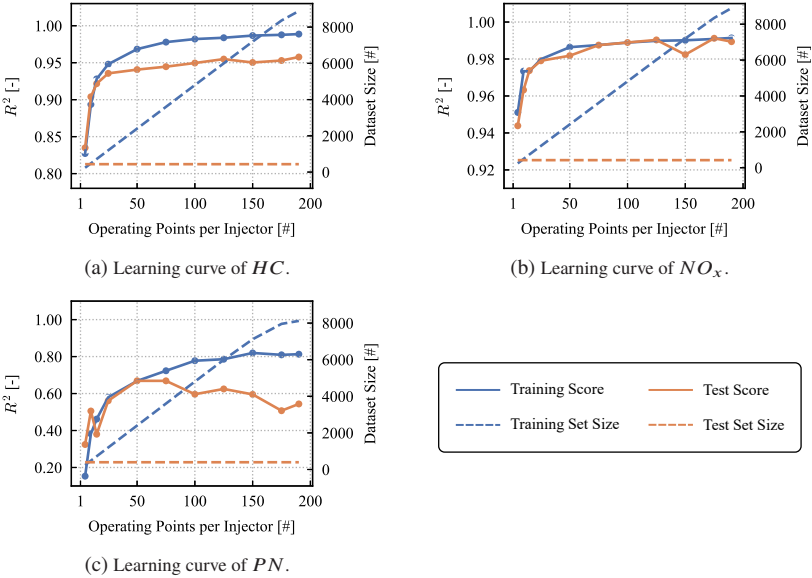 1.00
0.95
0.90
0.85
0.80
R² [-]
8000
6000
4000
2000
0
Dataset Size [#]
1 50 100 150 200
Operating Points per Injector [#]
(a) Learning curve of HC.
1.00
0.98
0.96
0.94
0.92
R² [-]
8000
6000
4000
2000
0
Dataset Size [#]
1 50 100 150 200
Operating Points per Injector [#]
(b) Learning curve of NOₓ.
1.00
0.80
0.60
0.40
0.20
R² [-]
8000
6000
4000
2000
0
Dataset Size [#]
1 50 100 150 200
Operating Points per Injector [#]
(c) Learning curve of PN.
Training Score Test Score
Training Set Size Test Set Size